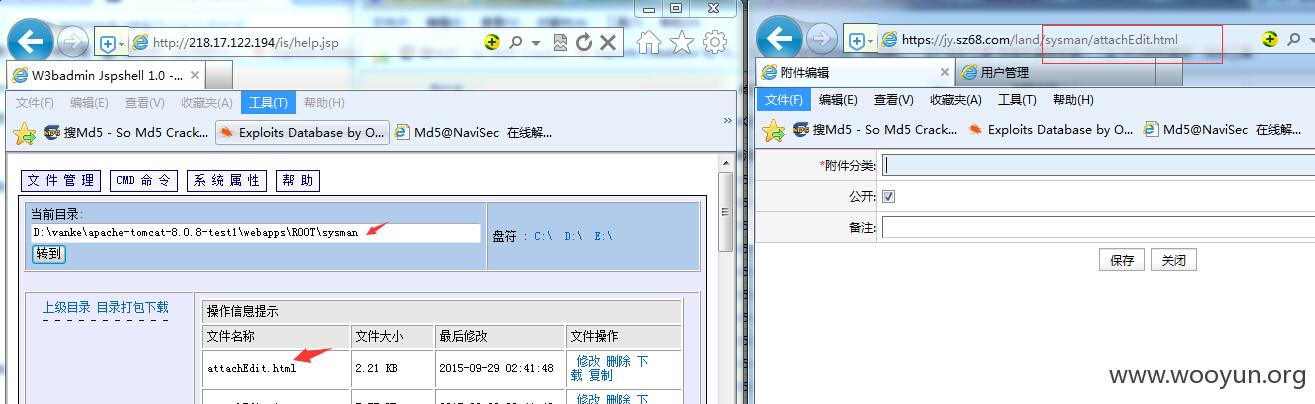 http://218.17.122.194/is/help.jsp
W3badmin Jspshell 1.0 -...
文件(F) 编辑(E) 查看(V) 收藏夹(A) 工具(T) 帮助(H)
搜Md5 - So Md5 Crack... Exploits Database by O... Md5@NaviSec 在线解...
文件管理 CMD 命令 系统属性 帮助
当前目录:
D:\vanke\apache-tomcat-8.0.8-test1\webapps\ROOT\sysman
转到
盘符 : C:\ D:\ E:\
上级目录 目录打包下载
操作信息提示
文件名称 文件大小 最后修改 文件操作
attachEdit.html 2.21 KB 2015-09-29 02:41:48 修改 删除 下
载 复制
修改 删除 下
https://jy.sz68.com/land/sysman/attachEdit.html
附件编辑 用户管理
文件(F) 编辑(E) 查看(V) 收藏夹(A) 工具(T) 帮助(H)
搜Md5 - So Md5 Crack... Exploits Database by O... Md5@NaviSec 在线解...
*附件分类:
公开:
备注:
保存 关闭
www.wooyun.org